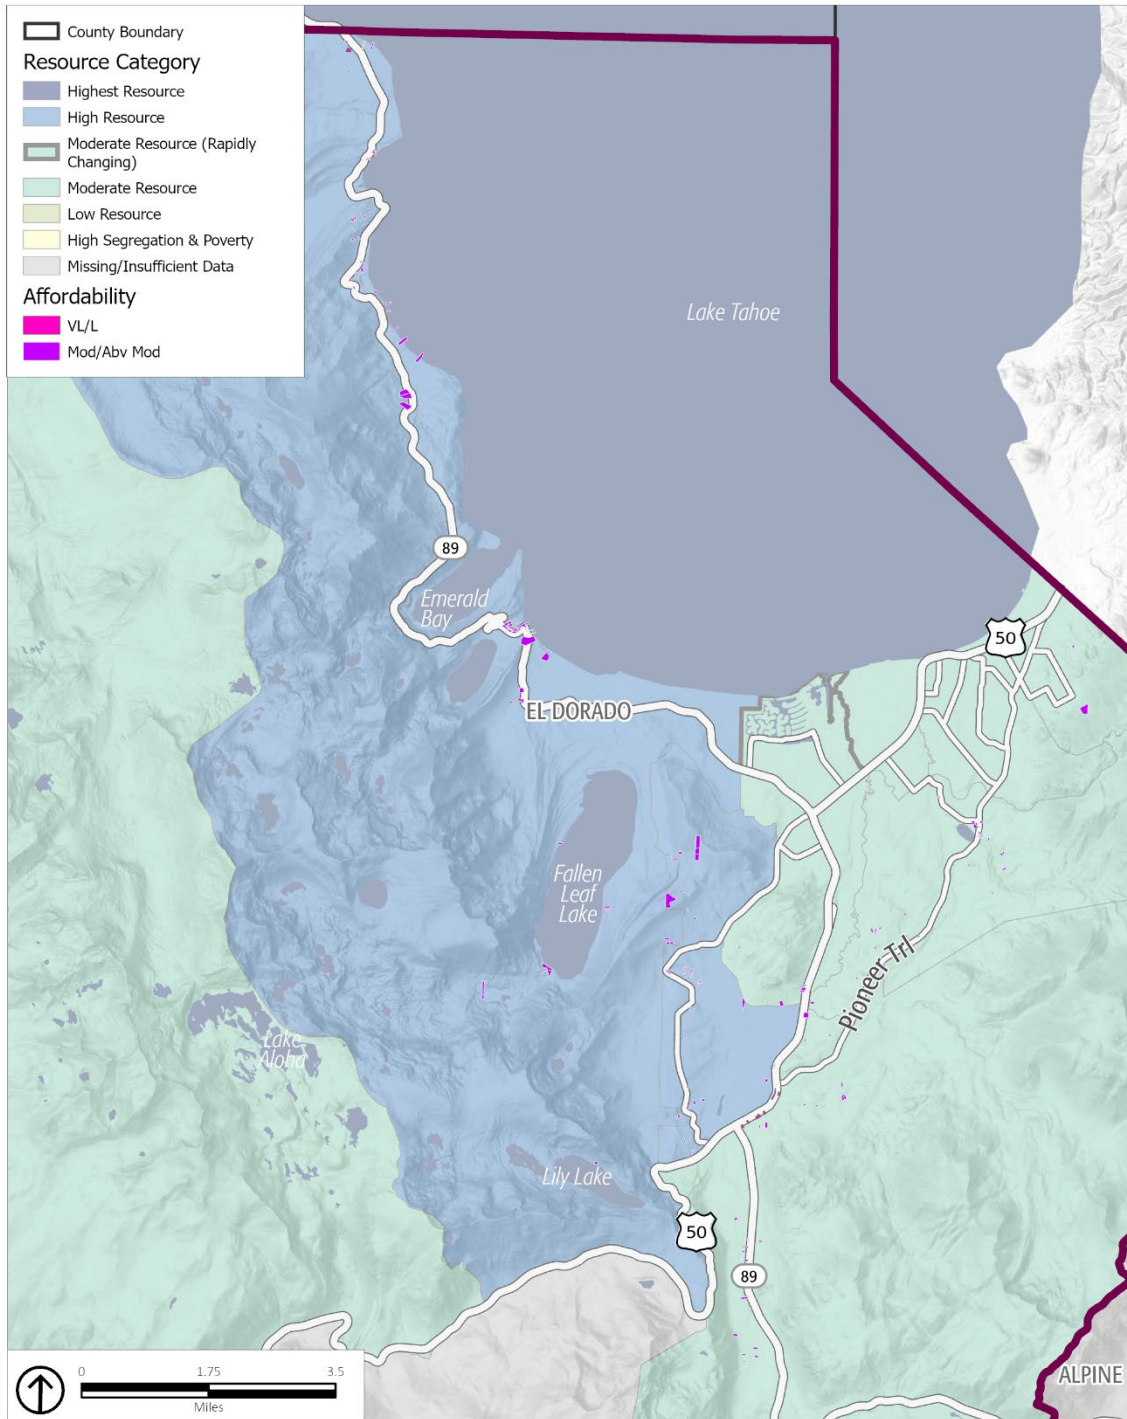 County Boundary
Resource Category
Highest Resource
High Resource
Moderate Resource (Rapidly
Changing)
Moderate Resource
Low Resource
High Segregation & Poverty
Missing/Insufficient Data
Affordability
VL/L
Mod/Abv Mod
Lake Tahoe
89
Emerald
Bay
50
EL DORADO
Fallen
Leaf
Lake
Pioneer Trl
Lake
Aloha
Lily Lake
50
89
ALPINE
0 1.75 3.5
Miles